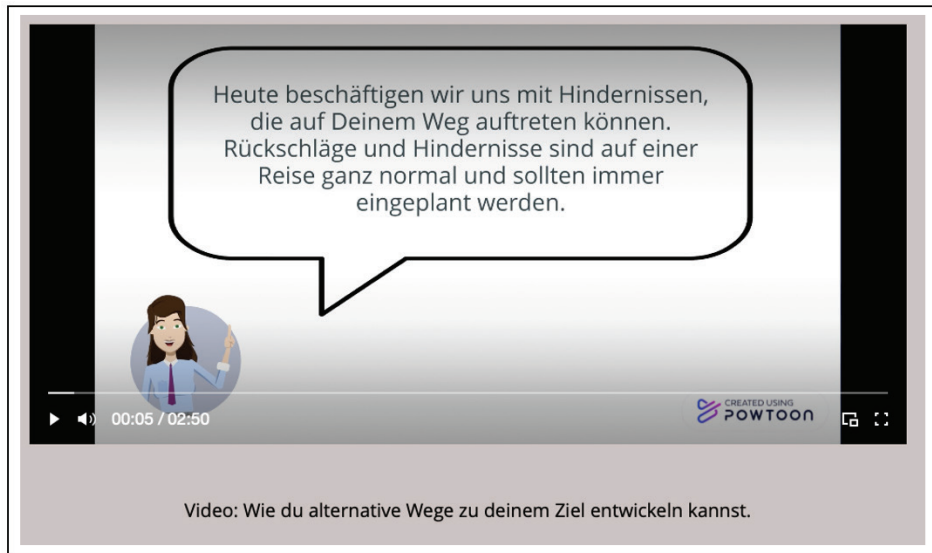 Heute beschäftigen wir uns mit Hindernissen,
die auf Deinem Weg auftreten können.
Rückschläge und Hindernisse sind auf einer
Reise ganz normal und sollten immer
eingeplant werden.
00:05 / 02:50
CREATED USING
POWTOON
Video: Wie du alternative Wege zu deinem Ziel entwickeln kannst.